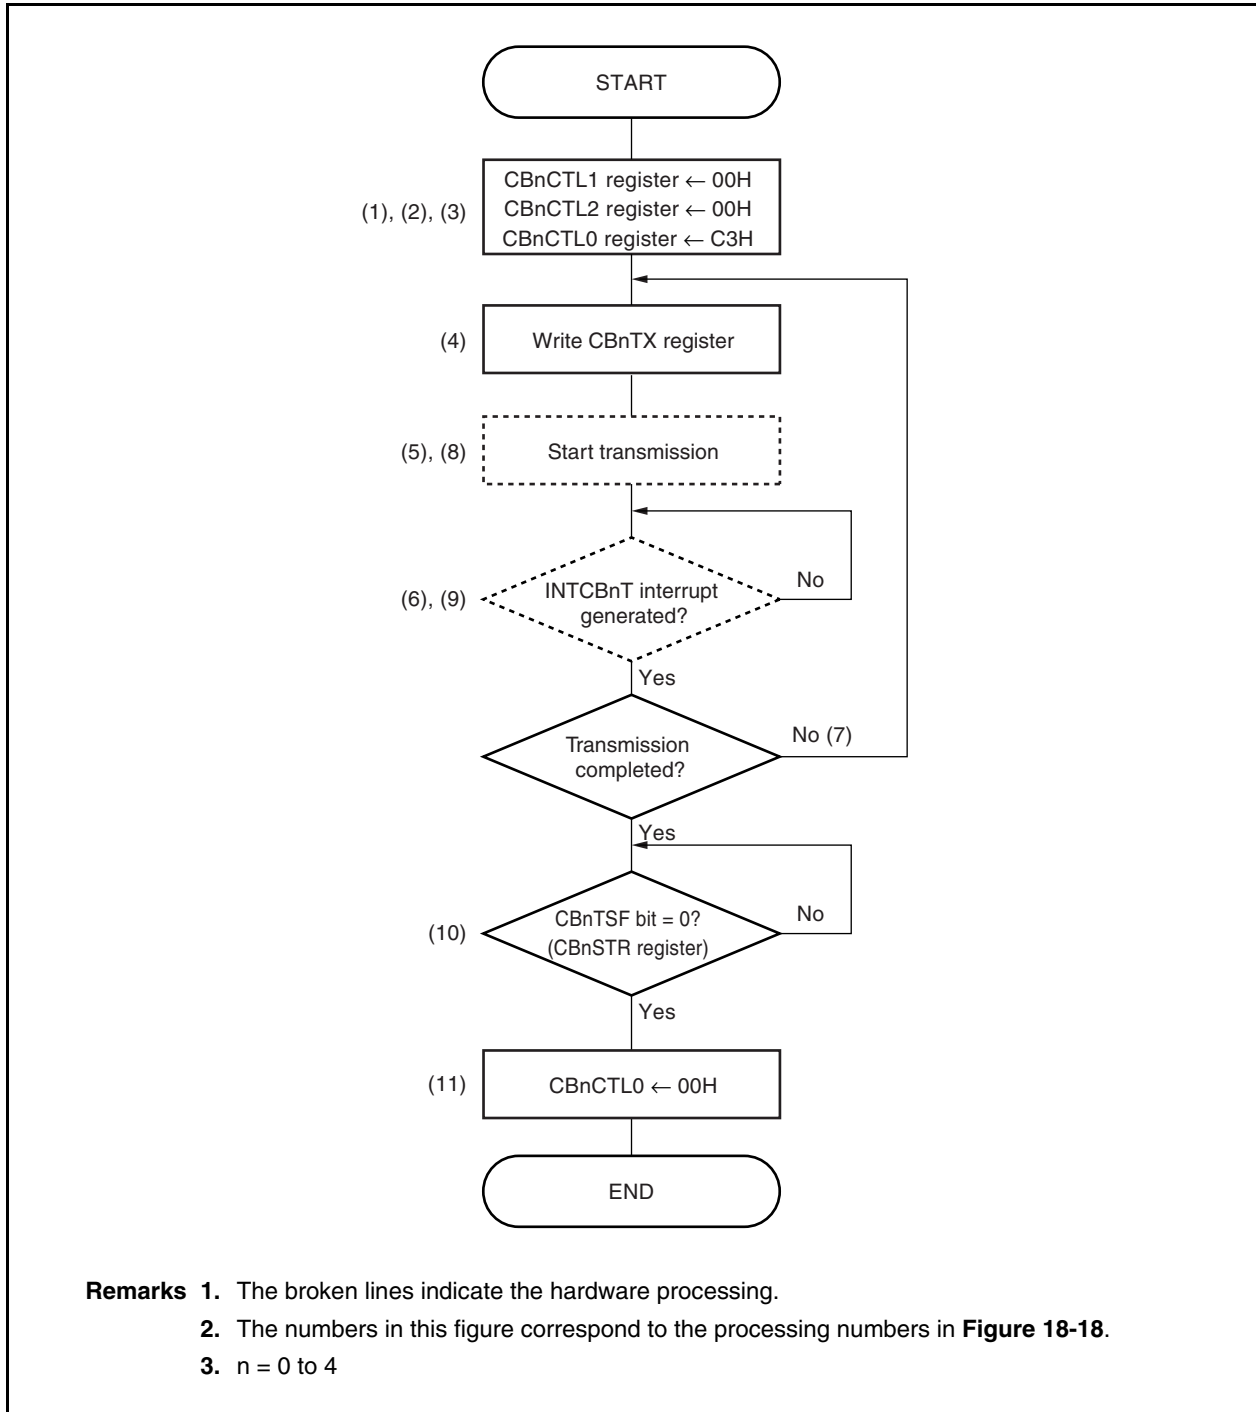 START
(1), (2), (3)
CBnCTL1 register ← 00H
CBnCTL2 register ← 00H
CBnCTL0 register ← C3H
(4)
Write CBnTX register
(5), (8)
Start transmission
(6), (9)
INTCBnT interrupt
generated?
No
Yes
Transmission
completed?
No (7)
Yes
(10)
CBnTSF bit = 0?
(CBnSTR register)
No
Yes
(11)
CBnCTL0 ← 00H
END
Remarks 1. The broken lines indicate the hardware processing.
2. The numbers in this figure correspond to the processing numbers in Figure 18-18.
3. n = 0 to 4